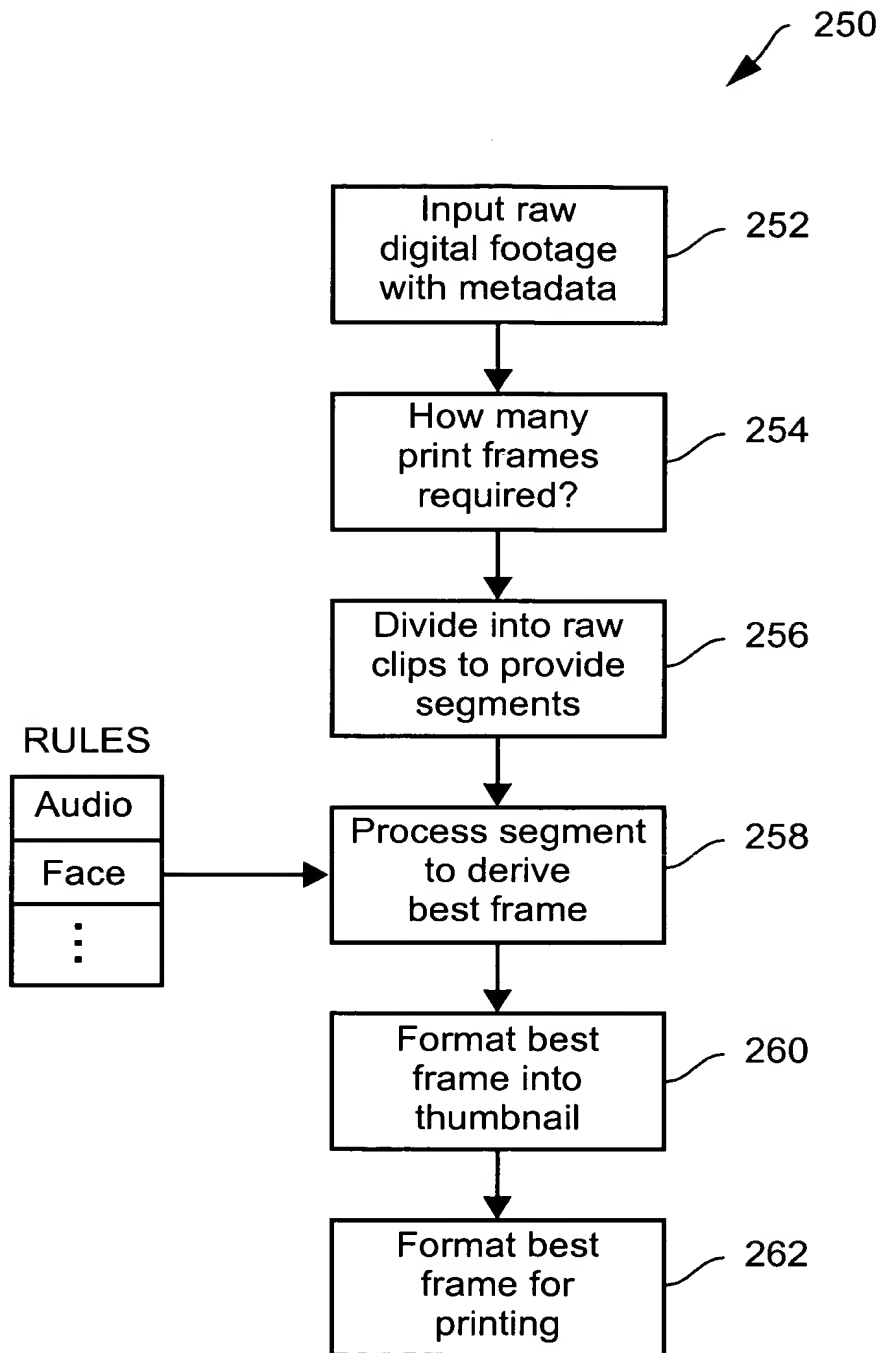 250
Input raw
digital footage
with metadata
252
How many
print frames
required?
254
Divide into raw
clips to provide
segments
256
RULES
Audio
Face
⋮
Process segment
to derive
best frame
258
Format best
frame into
thumbnail
260
Format best
frame for
printing
262